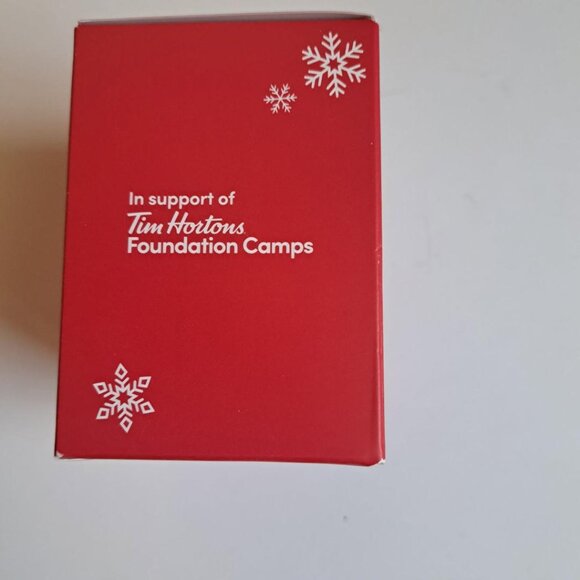 In support of
Tim Hortons
Foundation Camps